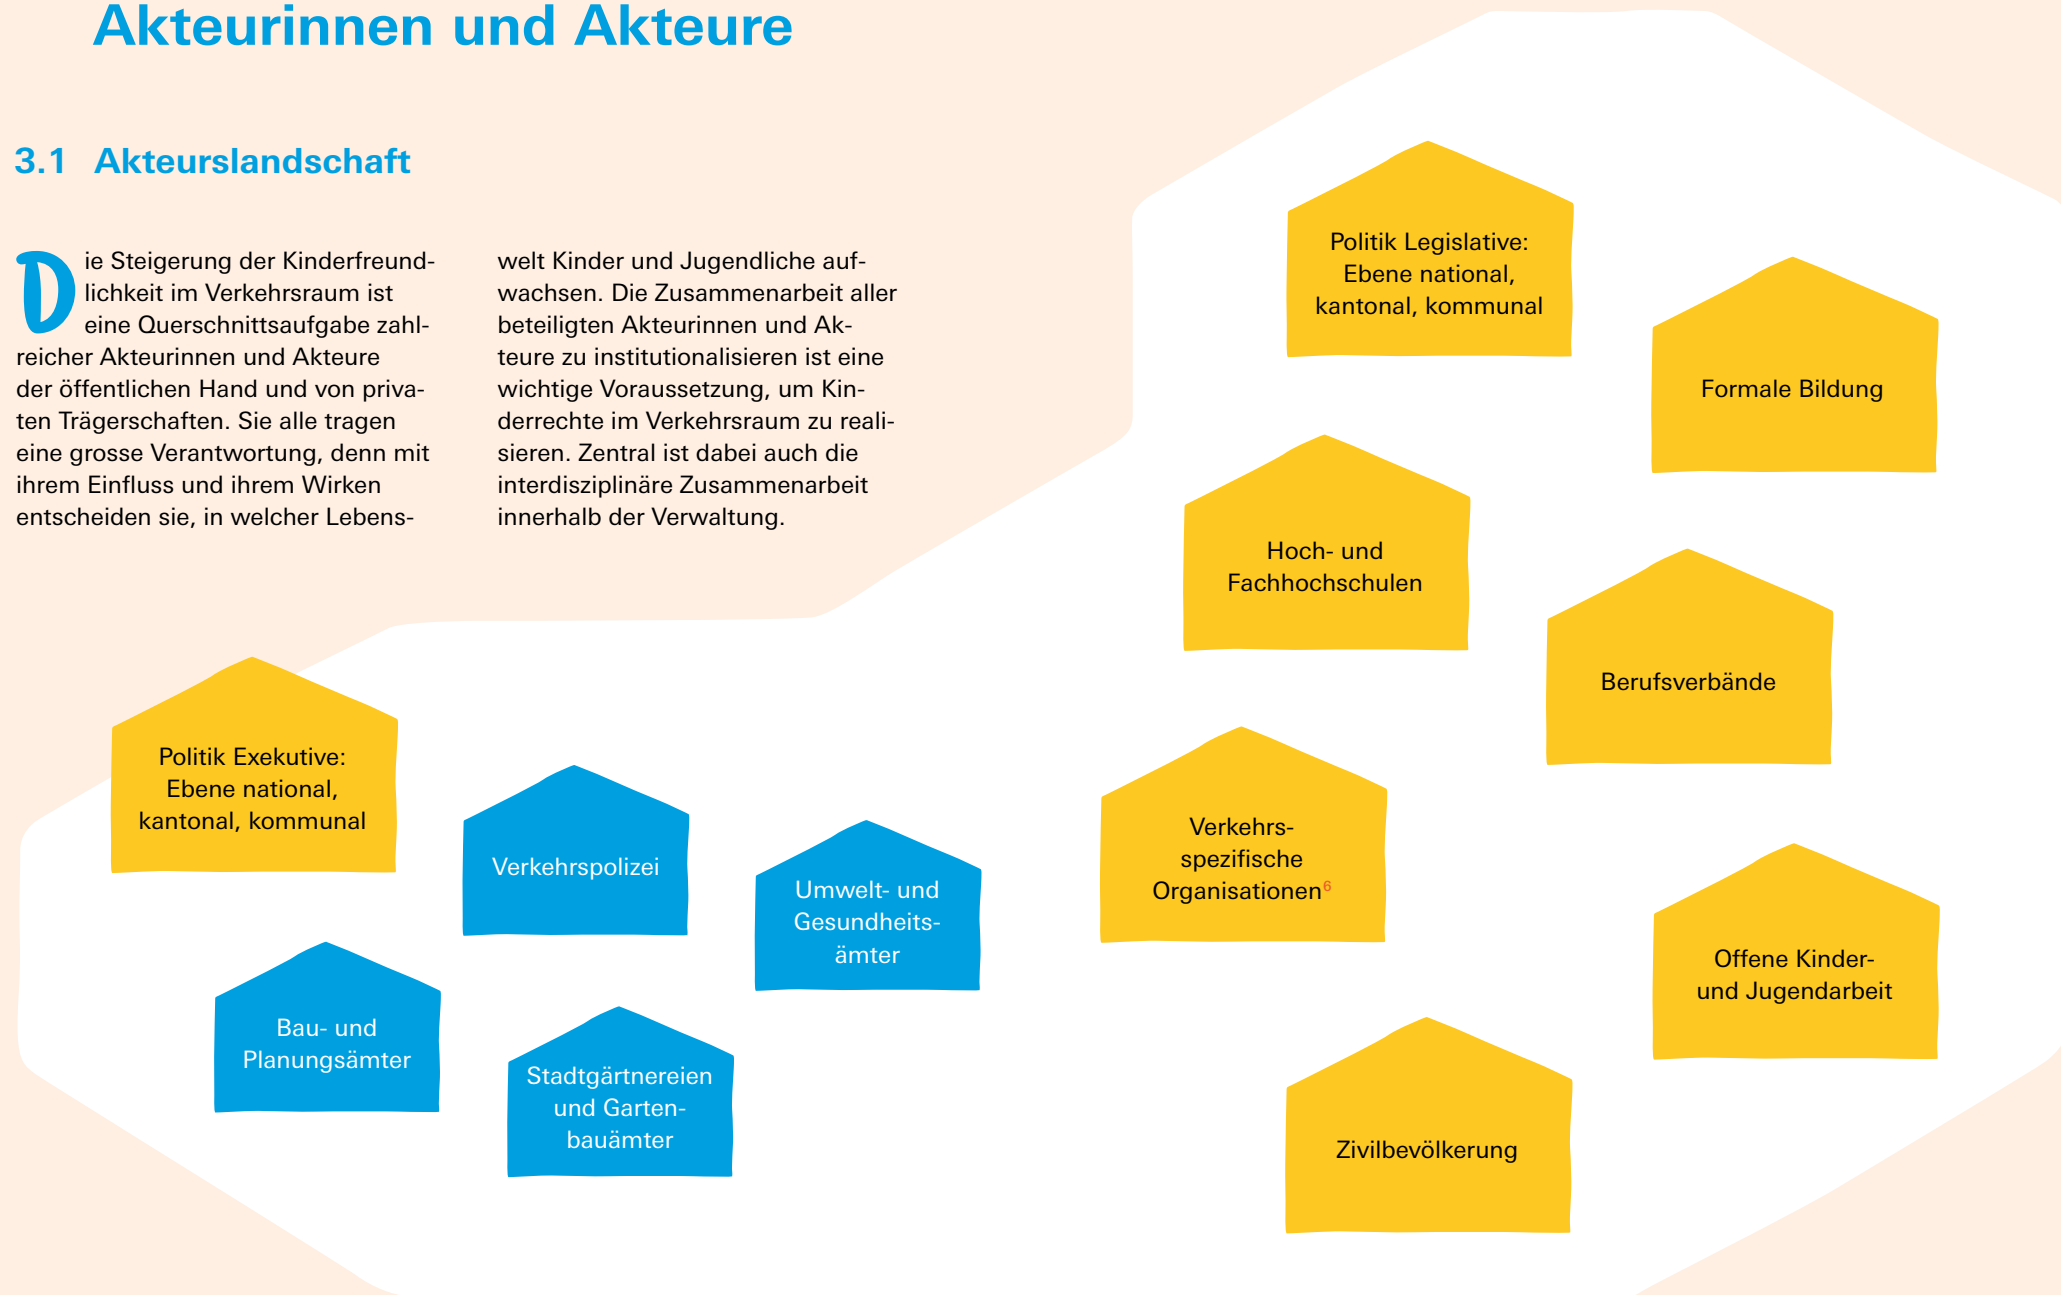 Akteurinnen und Akteure
3.1 Akteurslandschaft
Die Steigerung der Kinderfreund-
lichkeit im Verkehrsraum ist
eine Querschnittsaufgabe zahl-
reicher Akteurinnen und Akteure
der öffentlichen Hand und von priva-
ten Trägerschaften. Sie alle tragen
eine grosse Verantwortung, denn mit
ihrem Einfluss und ihrem Wirken
entscheiden sie, in welcher Lebens-
welt Kinder und Jugendliche auf-
wachsen. Die Zusammenarbeit aller
beteiligten Akteurinnen und Ak-
teure zu institutionalisieren ist eine
wichtige Voraussetzung, um Kin-
derrechte im Verkehrsraum zu reali-
sieren. Zentral ist dabei auch die
interdisziplinäre Zusammenarbeit
innerhalb der Verwaltung.
Politik Exekutive:
Ebene national,
kantonal, kommunal
Verkehrspolizei
Umwelt- und
Gesundheits-
ämter
Bau- und
Planungsämter
Stadtgärtnereien
und Garten-
bauämter
Politik Legislative:
Ebene national,
kantonal, kommunal
Formale Bildung
Hoch- und
Fachhochschulen
Berufsverbände
Verkehrs-
spezifische
Organisationen6
Offene Kinder-
und Jugendarbeit
Zivilbevölkerung